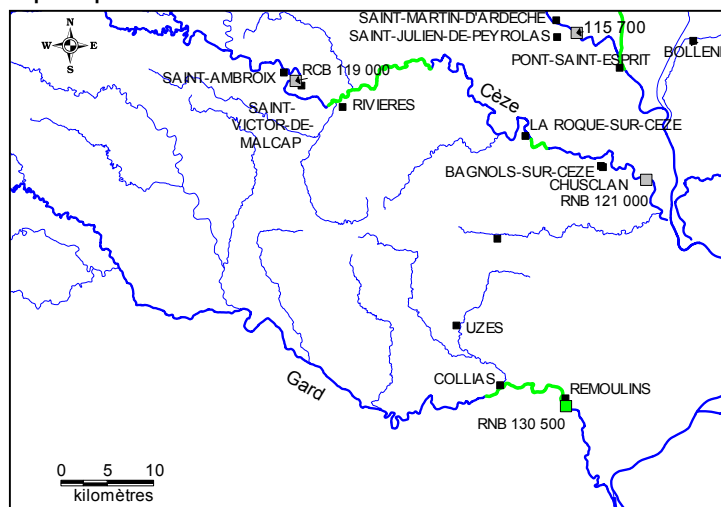 SAINT-MARTIN-D'ARDECHE
115 700
SAINT-JULIEN-DE-PEYROLAS
N
W E
S
BOLLEN
PONT-SAINT-ESPRIT
SAINT-AMBROIX
RCB 119 000
Cèze
SAINT-
VICTOR-DE-
MALCAP
RIVIERES
LA ROQUE-SUR-CEZE
BAGNOLS-SUR-CEZE
CHUSCLAN
RNB 121 000
UZES
Gard
COLLIAS
REMOULINS
RNB 130 500
0 5 10
kilomètres